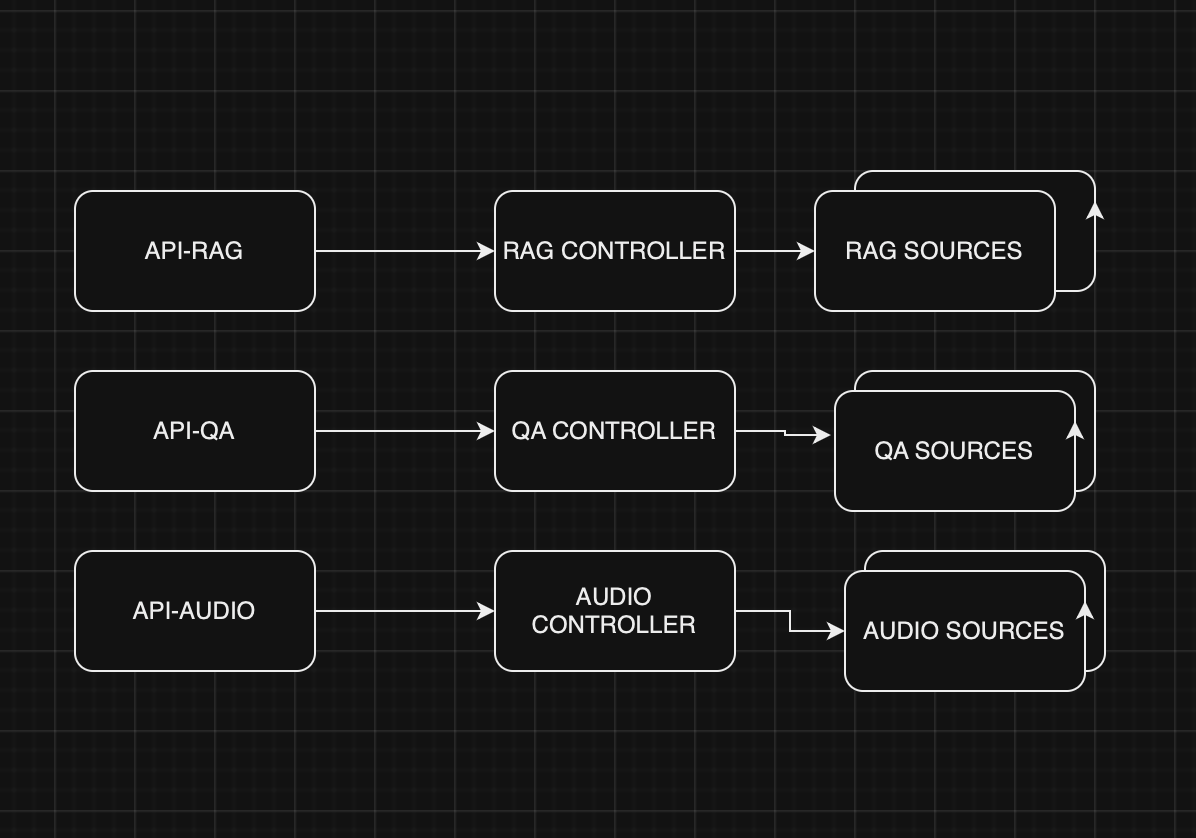 API-RAG
RAG CONTROLLER
RAG SOURCES
API-QA
QA CONTROLLER
QA SOURCES
API-AUDIO
AUDIO
CONTROLLER
AUDIO SOURCES